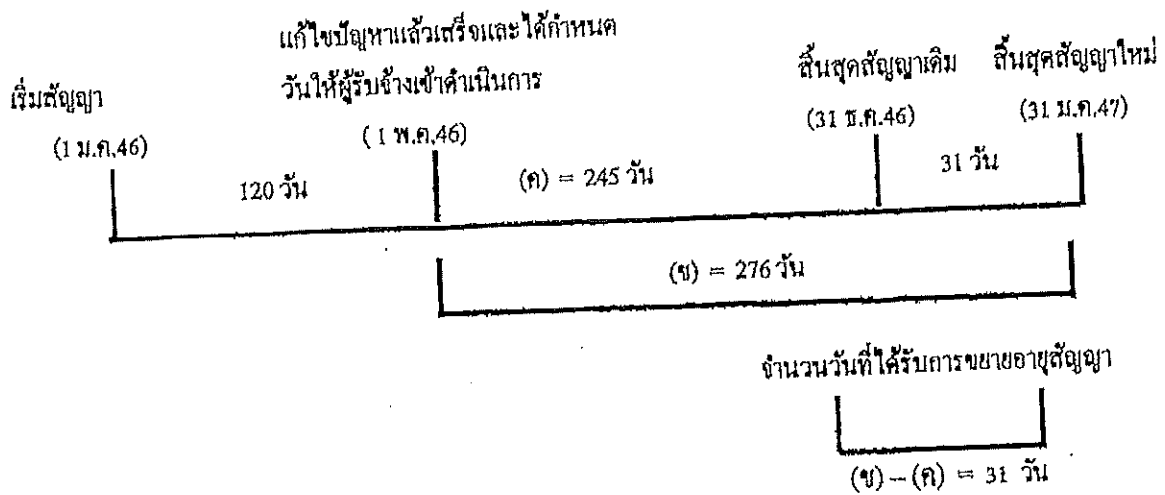 แก้ไขปัญหาแล้วเสร็จและได้กำหนด
วันให้ผู้รับจ้างเข้าดำเนินการ
เริ่มสัญญา
สิ้นสุดสัญญาเดิม
สิ้นสุดสัญญาใหม่
(1 ม.ค.46)
(1 พ.ค.46)
(31 ธ.ค.46)
(31 ม.ค.47)
120 วัน
(ค) = 245 วัน
31 วัน
(ข) = 276 วัน
จำนวนวันที่ได้รับการขยายอายุสัญญา
(ข) – (ค) = 31 วัน